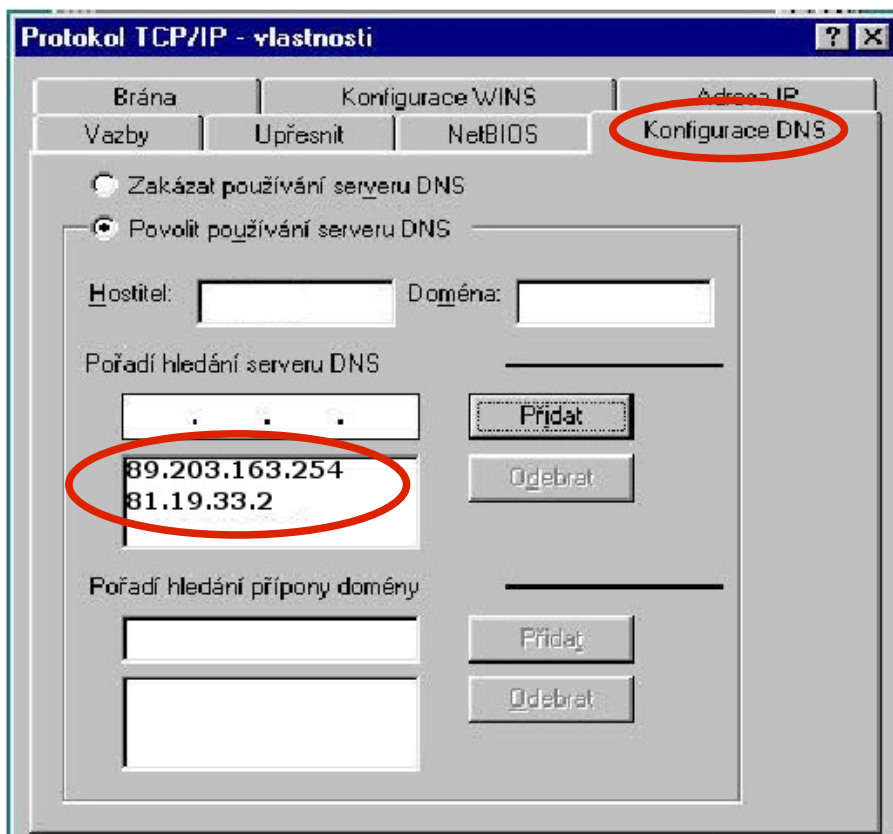 Protokol TCP/IP - vlastnosti
Brána Konfigurace WINS Adresa IP
Vazby Upřesnit NetBIOS Konfigurace DNS
Zakázat používání serveru DNS
Povolit používání serveru DNS
Hostitel: Doména:
Pořadí hledání serveru DNS
. . . Přidat
89.203.163.254 Odebrat
81.19.33.2
Pořadí hledání přípony domény
Přidat
Odebrat